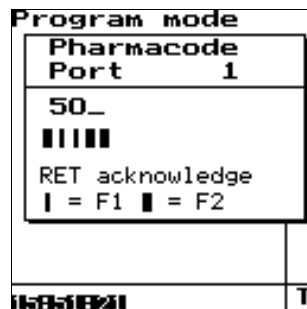 Program mode
Pharmacode
Port 1
50_
RET acknowledge
= F1 = F2
T